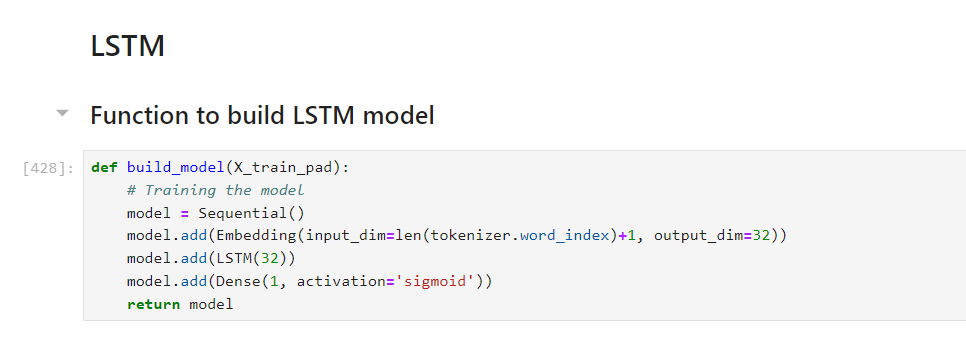 LSTM
Function to build LSTM model
[428]: def build_model(X_train_pad):
    # Training the model
    model = Sequential()
    model.add(Embedding(input_dim=len(tokenizer.word_index)+1, output_dim=32))
    model.add(LSTM(32))
    model.add(Dense(1, activation='sigmoid'))
    return model